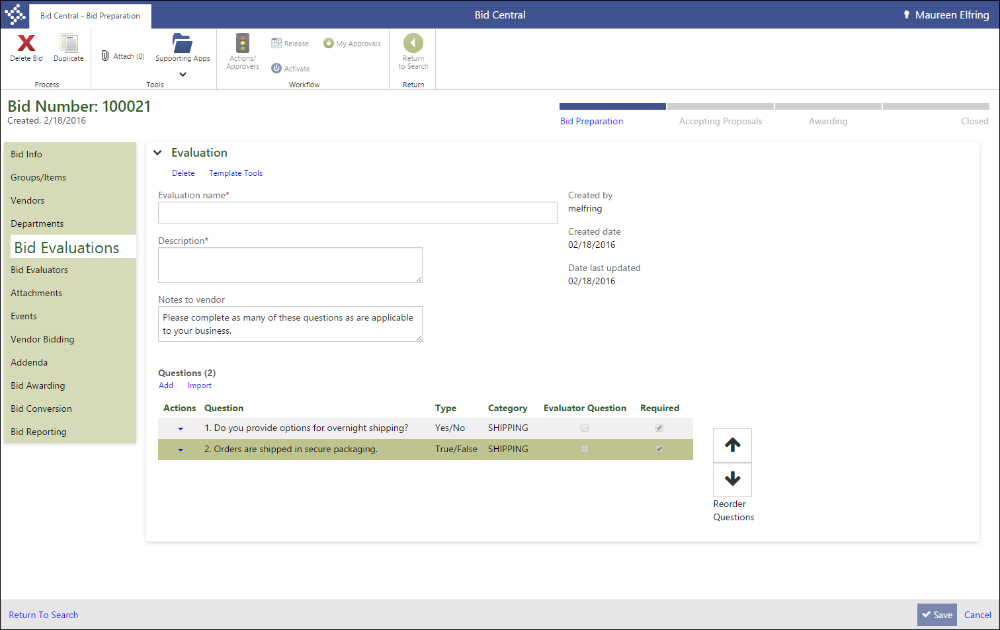 Bid Central - Bid Preparation
Bid Central
Maureen Elfring
Delete Bid
Duplicate
Process
Attach (0)
Supporting Apps
Tools
Actions/
Approvers
Release
My Approvals
Activate
Workflow
Return
to Search
Return
Bid Number: 100021
Created, 2/18/2016
Bid Preparation
Accepting Proposals
Awarding
Closed
Bid Info
Groups/Items
Vendors
Departments
Bid Evaluations
Bid Evaluators
Attachments
Events
Vendor Bidding
Addenda
Bid Awarding
Bid Conversion
Bid Reporting
Evaluation
Delete Template Tools
Evaluation name*
Description*
Notes to vendor
Please complete as many of these questions as are applicable
to your business.
Created by
melfring
Created date
02/18/2016
Date last updated
02/18/2016
Questions (2)
Add Import
Actions Question Type Category Evaluator Question Required
1. Do you provide options for overnight shipping? Yes/No SHIPPING
2. Orders are shipped in secure packaging. True/False SHIPPING
Reorder
Questions
Return To Search
Save
Cancel